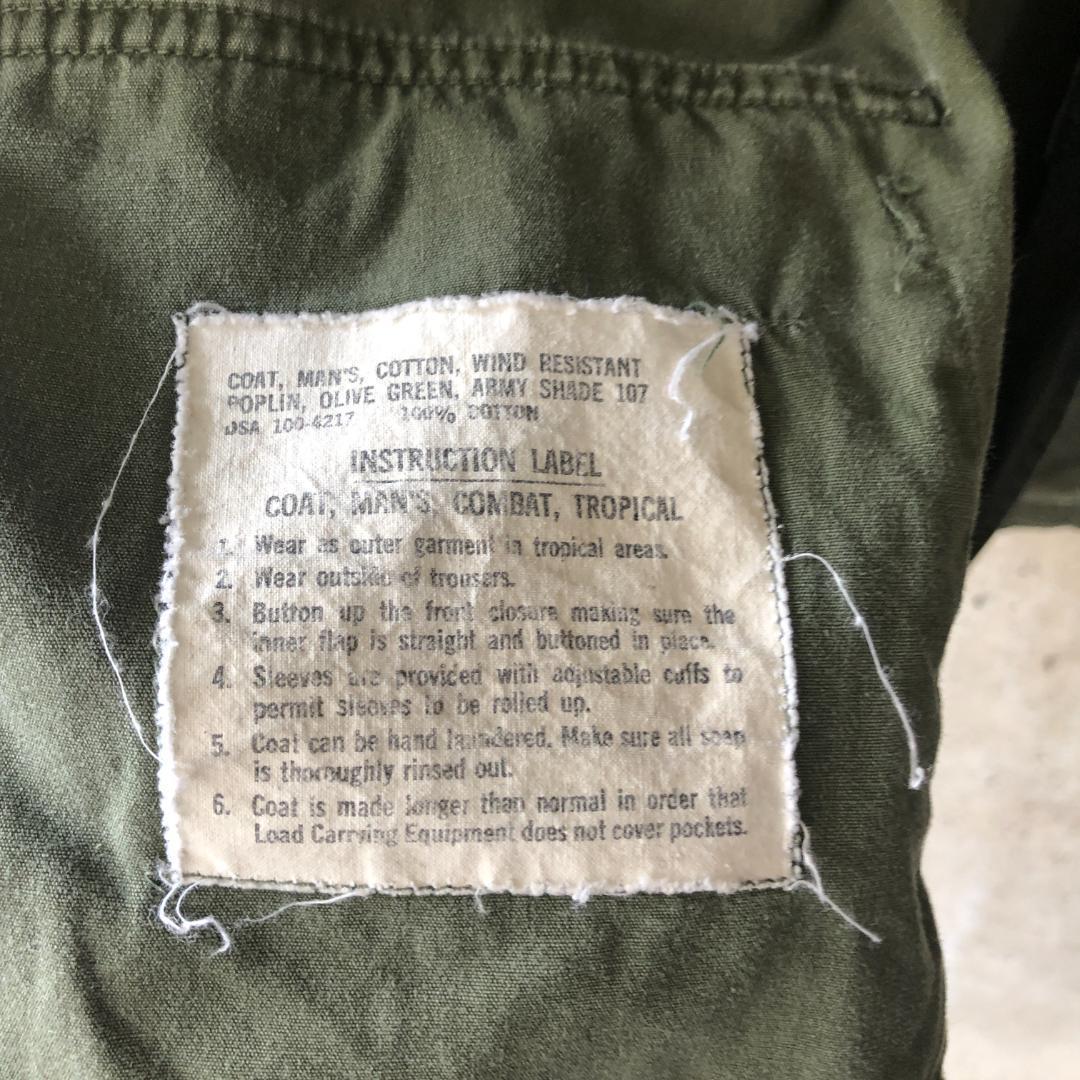 COAT, MAN'S, COTTON, WIND RESISTANT
POPLIN, OLIVE GREEN, ARMY SHADE 107
DSA 100-4217 100% COTTON
INSTRUCTION LABEL
COAT, MAN'S, COMBAT, TROPICAL
1. Wear as outer garment in tropical areas.
2. Wear outside of trousers.
3. Button up the front closure making sure the
inner flap is straight and buttoned in place.
4. Sleeves are provided with adjustable cuffs to
permit sleeves to be rolled up.
5. Coat can be hand laundered. Make sure all soap
is thoroughly rinsed out.
6. Coat is made longer than normal in order that
Load Carrying Equipment does not cover pockets.